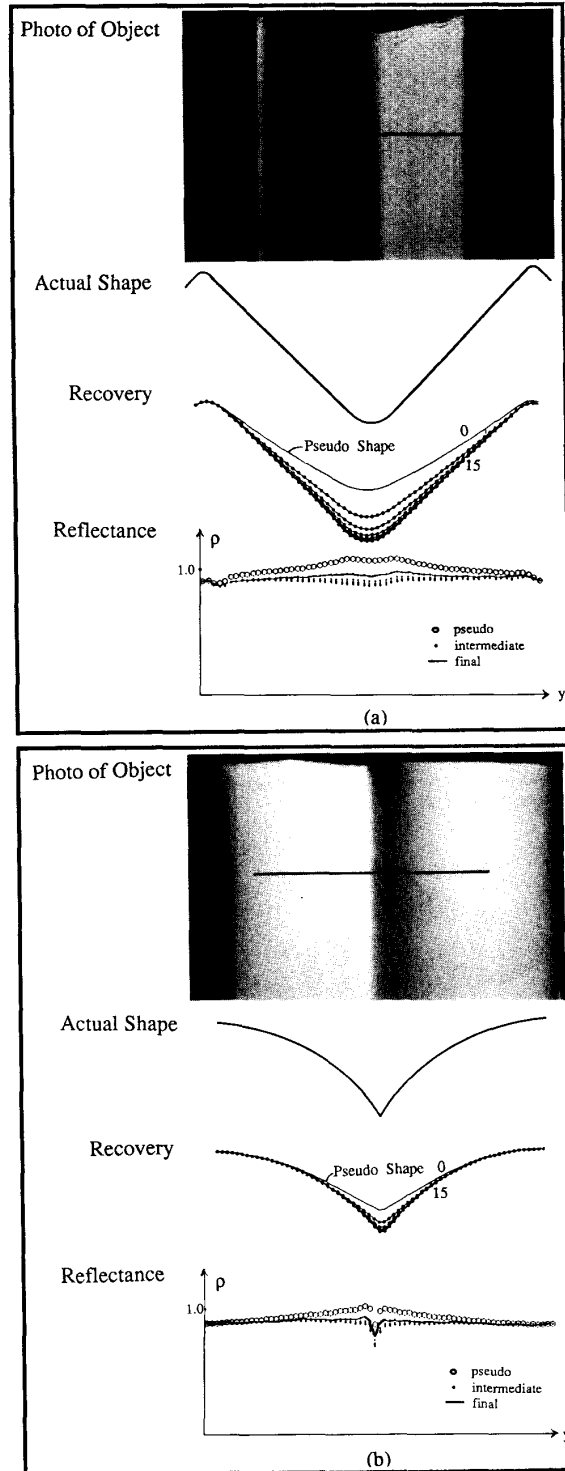 Photo of Object
Actual Shape
Recovery
Pseudo Shape
0
15
Reflectance
ρ
1.0
pseudo
intermediate
final
y
(a)
Photo of Object
Actual Shape
Recovery
Pseudo Shape
0
15
Reflectance
ρ
1.0
pseudo
intermediate
final
y
(b)